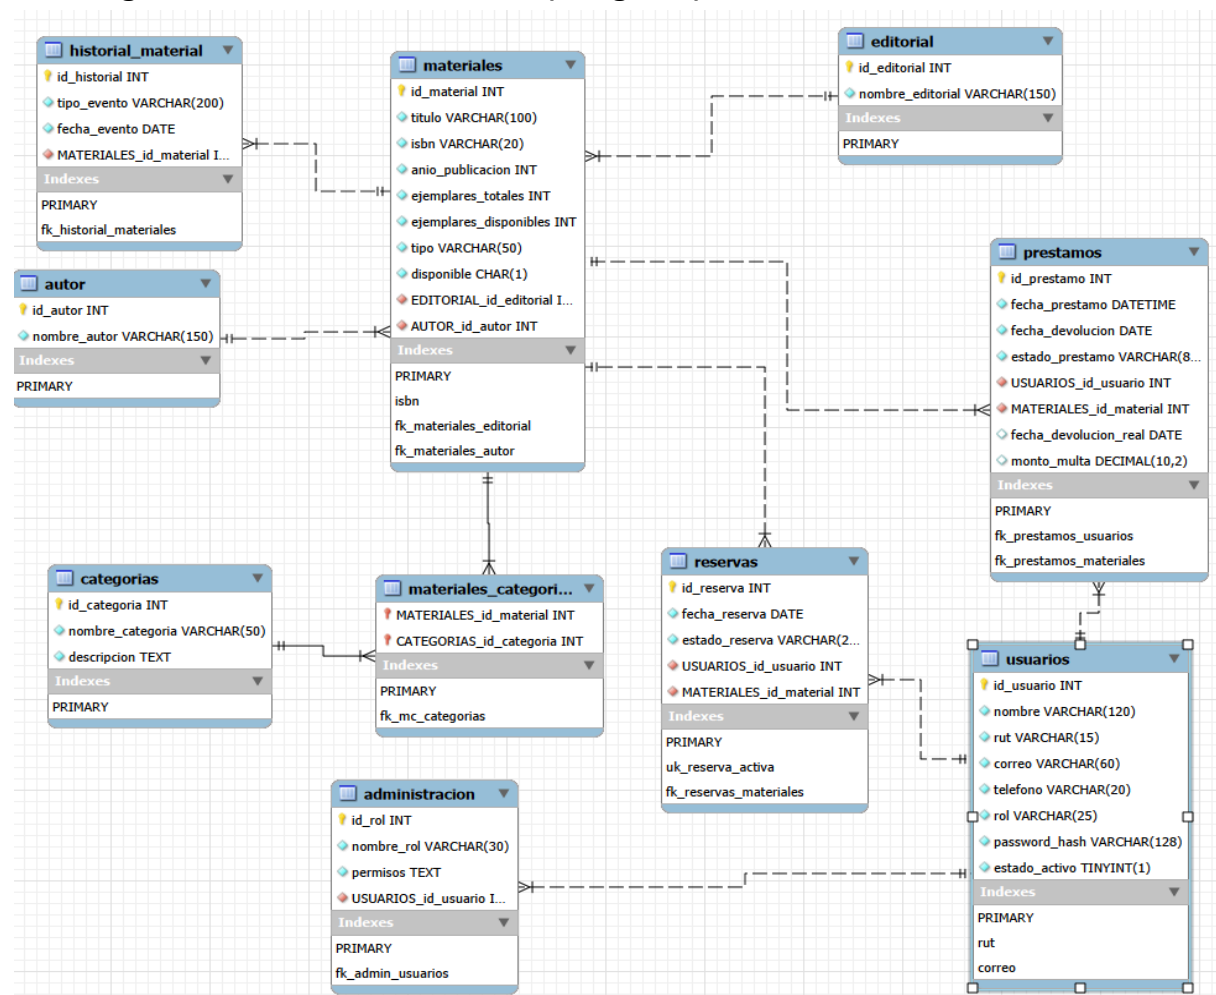 historial_material
id_historial INT
tipo_evento VARCHAR(200)
fecha_evento DATE
MATERIALES_id_material I...
Indexes
PRIMARY
fk_historial_materiales
autor
id_autor INT
nombre_autor VARCHAR(150)
Indexes
PRIMARY
materiales
id_material INT
titulo VARCHAR(100)
isbn VARCHAR(20)
anio_publicacion INT
ejemplares_totales INT
ejemplares_disponibles INT
tipo VARCHAR(50)
disponible CHAR(1)
EDITORIAL_id_editorial I...
AUTOR_id_autor INT
Indexes
PRIMARY
isbn
fk_materiales_editorial
fk_materiales_autor
editorial
id_editorial INT
nombre_editorial VARCHAR(150)
Indexes
PRIMARY
prestamos
id_prestamo INT
fecha_prestamo DATETIME
fecha_devolucion DATE
estado_prestamo VARCHAR(8...
USUARIOS_id_usuario INT
MATERIALES_id_material INT
fecha_devolucion_real DATE
monto_multa DECIMAL(10,2)
Indexes
PRIMARY
fk_prestamos_usuarios
fk_prestamos_materiales
categorias
id_categoria INT
nombre_categoria VARCHAR(50)
descripcion TEXT
Indexes
PRIMARY
materiales_categori...
MATERIALES_id_material INT
CATEGORIAS_id_categoria INT
Indexes
PRIMARY
fk_mc_categorias
reservas
id_reserva INT
fecha_reserva DATE
estado_reserva VARCHAR(2...
USUARIOS_id_usuario INT
MATERIALES_id_material INT
Indexes
PRIMARY
uk_reserva_activa
fk_reservas_materiales
usuarios
id_usuario INT
nombre VARCHAR(120)
rut VARCHAR(15)
correo VARCHAR(60)
telefono VARCHAR(20)
rol VARCHAR(25)
password_hash VARCHAR(128)
estado_activo TINYINT(1)
Indexes
PRIMARY
rut
correo
administracion
id_rol INT
nombre_rol VARCHAR(30)
permisos TEXT
USUARIOS_id_usuario I...
Indexes
PRIMARY
fk_admin_usuarios